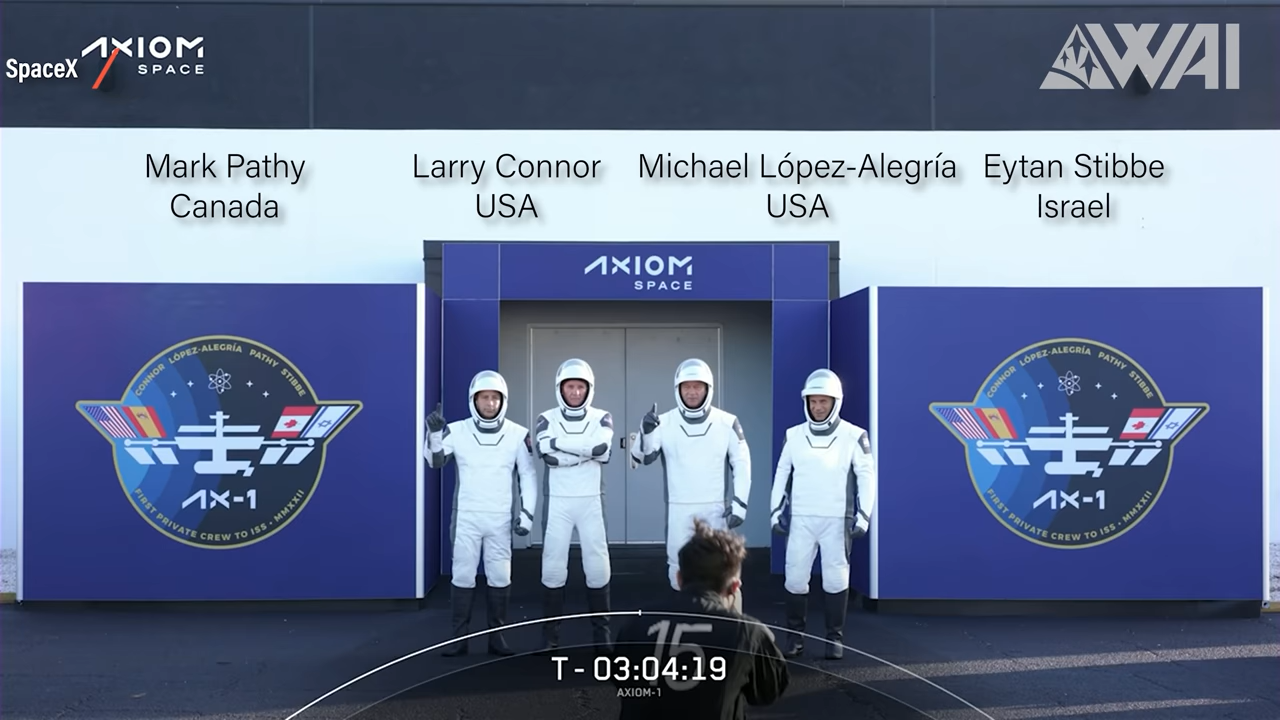 SpaceX
AXIOM
SPACE
AWAI
Mark Pathy
Canada
Larry Connor
USA
Michael López-Alegría
USA
Eytan Stibbe
Israel
AXIOM
SPACE
CONNOR LÓPEZ-ALEGRÍA PATHY STIBBE
AX-1
FIRST PRIVATE CREW TO ISS • MMXXII
CONNOR LÓPEZ-ALEGRÍA PATHY STIBBE
AX-1
FIRST PRIVATE CREW TO ISS • MMXXII
15
T - 03:04:19
AXIOM-1